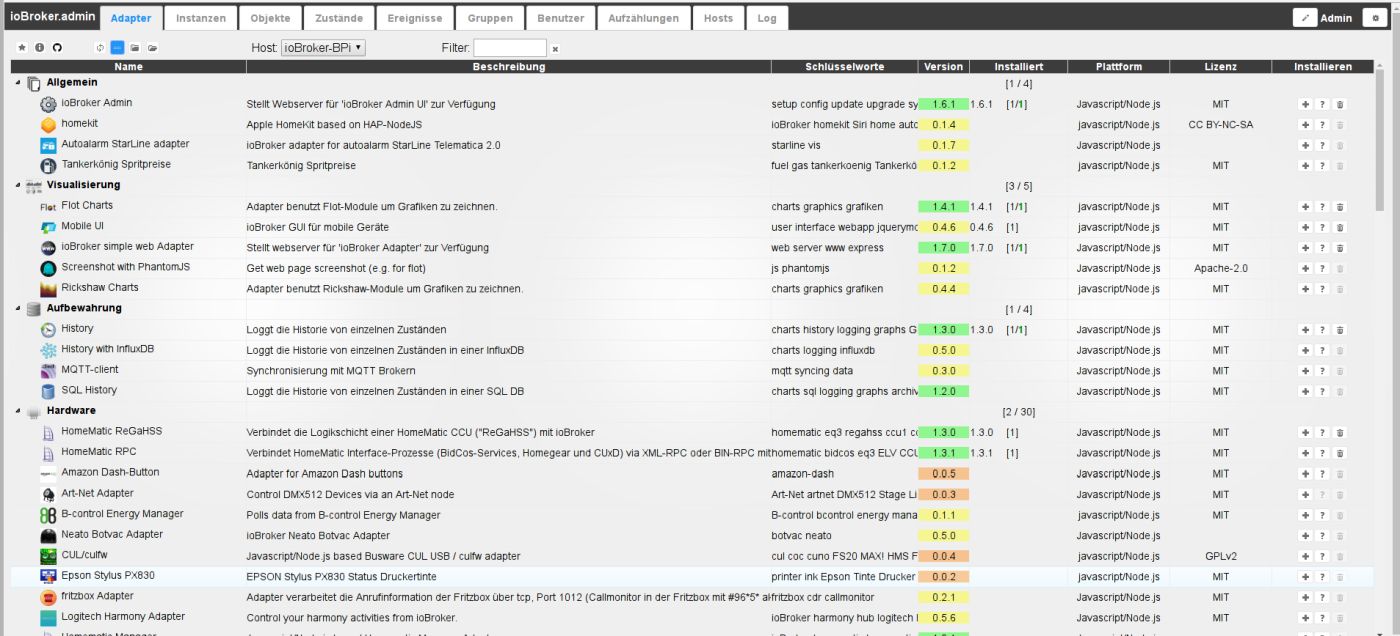 ioBroker.admin Adapter Instanzen Objekte Zustände Ereignisse Gruppen Benutzer Aufzählungen Hosts Log Admin
Host: ioBroker-BPi Filter:
Name Beschreibung Schlüsselworte Version Installiert Plattform Lizenz Installieren
Allgemein [1 / 4]
ioBroker Admin Stellt Webserver für 'ioBroker Admin UI' zur Verfügung setup config update upgrade sy 1.6.1 1.6.1 [1/1] Javascript/Node.js MIT + ?
homekit Apple HomeKit based on HAP-NodeJS ioBroker homekit Siri home auto 0.1.4 javascript/Node.js CC BY-NC-SA + ?
Autoalarm StarLine adapter ioBroker adapter for autoalarm StarLine Telematica 2.0 starline vis 0.1.7 javascript/Node.js + ?
Tankerkönig Spritpreise Tankerkönig Spritpreise fuel gas tankerkoenig Tankerkö 0.1.2 javascript/Node.js MIT + ?
Visualisierung [3 / 5]
Flot Flot Charts Adapter benutzt Flot-Module um Grafiken zu zeichnen. charts graphics grafiken 1.4.1 1.4.1 [1/1] javascript/Node.js MIT + ?
Mobile UI ioBroker GUI für mobile Geräte user interface webapp jquerymo 0.4.6 0.4.6 [1] Javascript/Node.js MIT + ?
ioBroker simple web Adapter Stellt webserver für 'ioBroker Adapter' zur Verfügung web server www express 1.7.0 1.7.0 [1/1] Javascript/Node.js MIT + ?
Screenshot with PhantomJS Get web page screenshot (e.g. for flot) js phantomjs 0.1.2 Javascript/Node.js Apache-2.0 + ?
Rickshaw Charts Adapter benutzt Rickshaw-Module um Grafiken zu zeichnen. charts graphics grafiken 0.4.4 Javascript/Node.js MIT + ?
Aufbewahrung [1 / 4]
History Loggt die Historie von einzelnen Zuständen charts history logging graphs G 1.3.0 1.3.0 [1/1] Javascript/Node.js MIT + ?
History with InfluxDB Loggt die Historie von einzelnen Zuständen in einer InfluxDB charts logging influxdb 0.5.0 Javascript/Node.js MIT + ?
MQTT-client Synchronisierung mit MQTT Brokern mqtt syncing data 0.3.0 Javascript/Node.js MIT + ?
SQL History Loggt die Historie von einzelnen Zuständen in einer SQL DB charts sql logging graphs archiv 1.2.0 Javascript/Node.js MIT + ?
Hardware [2 / 30]
HomeMatic ReGaHSS Verbindet die Logikschicht einer HomeMatic CCU ("ReGaHSS") mit ioBroker homematic eq3 regahss ccu1 cc 1.3.0 1.3.0 [1] Javascript/Node.js MIT + ?
HomeMatic RPC Verbindet HomeMatic Interface-Prozesse (BidCos-Services, Homegear und CUxD) via XML-RPC oder BIN-RPC mit homematic bidcos eq3 ELV CCU 1.3.1 1.3.1 [1] Javascript/Node.js MIT + ?
Amazon Dash-Button Adapter for Amazon Dash buttons amazon-dash 0.0.5 Javascript/Node.js MIT + ?
Art-Net Adapter Control DMX512 Devices via an Art-Net node Art-Net artnet DMX512 Stage Li 0.0.3 Javascript/Node.js MIT + ?
B-control Energy Manager Polls data from B-control Energy Manager B-control bcontrol energy mana 0.1.1 javascript/Node.js MIT + ?
Neato Botvac Adapter ioBroker Neato Botvac Adapter botvac neato 0.5.0 javascript/Node.js + ?
CUL/culfw Javascript/Node.js based Busware CUL USB / culfw adapter cul coc cuno FS20 MAX! HMS F 0.0.4 Javascript/Node.js GPLv2 + ?
Epson Stylus PX830 EPSON Stylus PX830 Status Druckertinte printer ink Epson Tinte Drucker 0.0.2 javascript/Node.js MIT + ?
fritzbox Adapter Adapter verarbeitet die Anrufinformation der Fritzbox über tcp, Port 1012 (Callmonitor in der Fritzbox mit #96*5* al fritzbox cdr callmonitor 0.2.1 javascript/Node.js MIT + ?
Logitech Harmony Adapter Control your harmony activities from ioBroker. ioBroker harmony hub logitech 0.5.6 javascript/Node.js MIT + ?